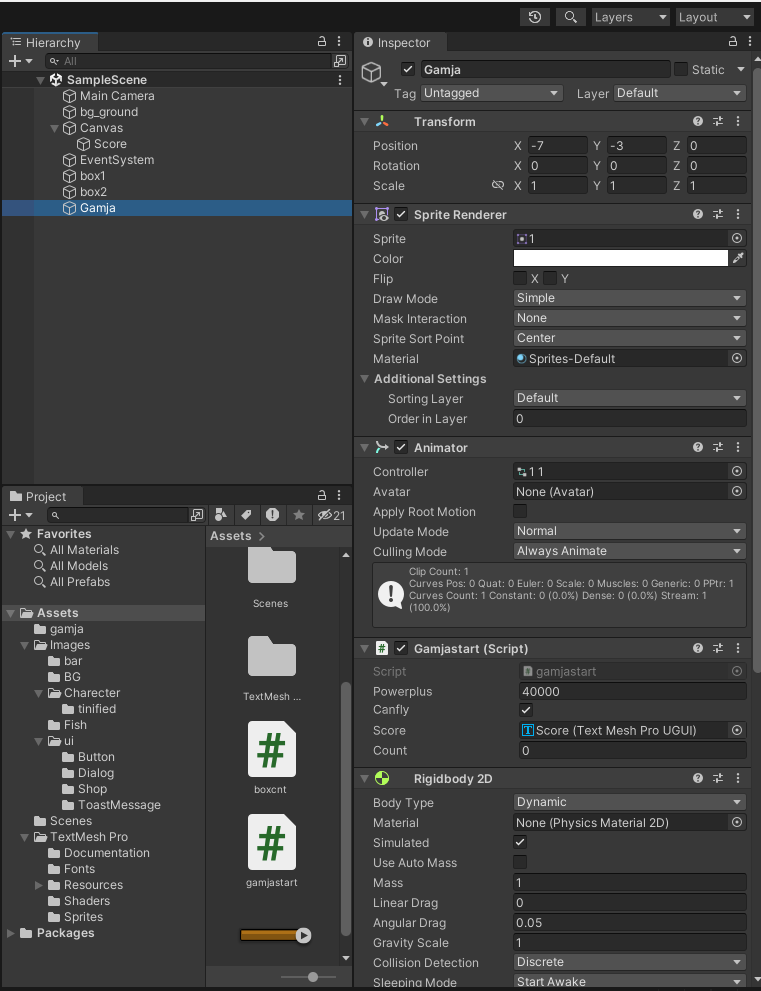 Layers
Layout
Hierarchy
All
SampleScene
Main Camera
bg_ground
Canvas
Score
EventSystem
box1
box2
Gamja
Project
21
Favorites
All Materials
All Models
All Prefabs
Assets
gamja
Images
bar
BG
Charecter
tinified
Fish
ui
Button
Dialog
Shop
ToastMessage
Scenes
TextMesh Pro
Documentation
Fonts
Resources
Shaders
Sprites
Packages
Assets
Scenes
TextMesh ...
#
boxcnt
#
gamjastart
Inspector
Gamja Static
Tag Untagged Layer Default
Transform
Position X -7 Y -3 Z 0
Rotation X 0 Y 0 Z 0
Scale X 1 Y 1 Z 1
Sprite Renderer
Sprite 1
Color
Flip X Y
Draw Mode Simple
Mask Interaction None
Sprite Sort Point Center
Material Sprites-Default
Additional Settings
Sorting Layer Default
Order in Layer 0
Animator
Controller 1 1
Avatar None (Avatar)
Apply Root Motion
Update Mode Normal
Culling Mode Always Animate
Clip Count: 1
Curves Pos: 0 Quat: 0 Euler: 0 Scale: 0 Muscles: 0 Generic: 0 PPtr: 1
Curves Count: 1 Constant: 0 (0.0%) Dense: 0 (0.0%) Stream: 1
(100.0%)
# Gamjastart (Script)
Script # gamjastart
Powerplus 40000
Canfly
Score T Score (Text Mesh Pro UGUI)
Count 0
Rigidbody 2D
Body Type Dynamic
Material None (Physics Material 2D)
Simulated
Use Auto Mass
Mass 1
Linear Drag 0
Angular Drag 0.05
Gravity Scale 1
Collision Detection Discrete
Sleeping Mode Start Awake